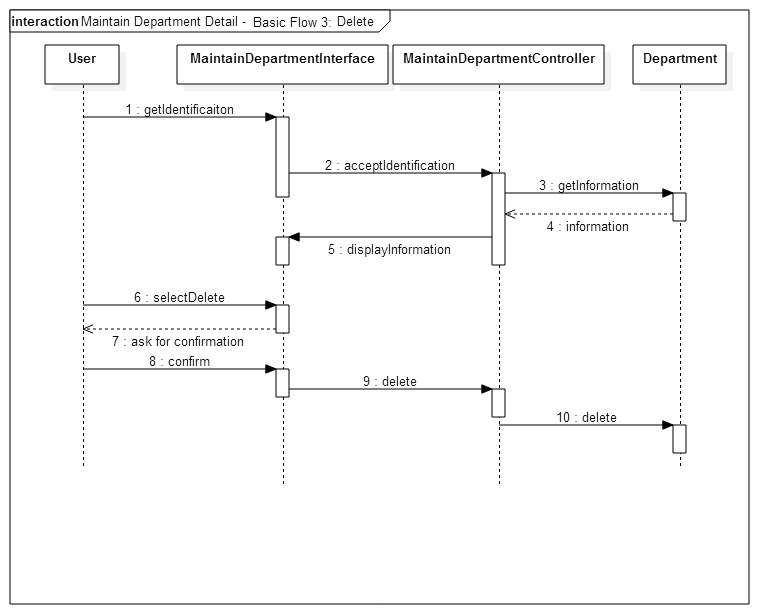 interaction Maintain Department Detail - Basic Flow 3: Delete
User
MaintainDepartmentInterface
MaintainDepartmentController
Department
1 : getIdentificaiton
2 : acceptIdentification
3 : getInformation
4 : information
5 : displayInformation
6 : selectDelete
7 : ask for confirmation
8 : confirm
9 : delete
10 : delete